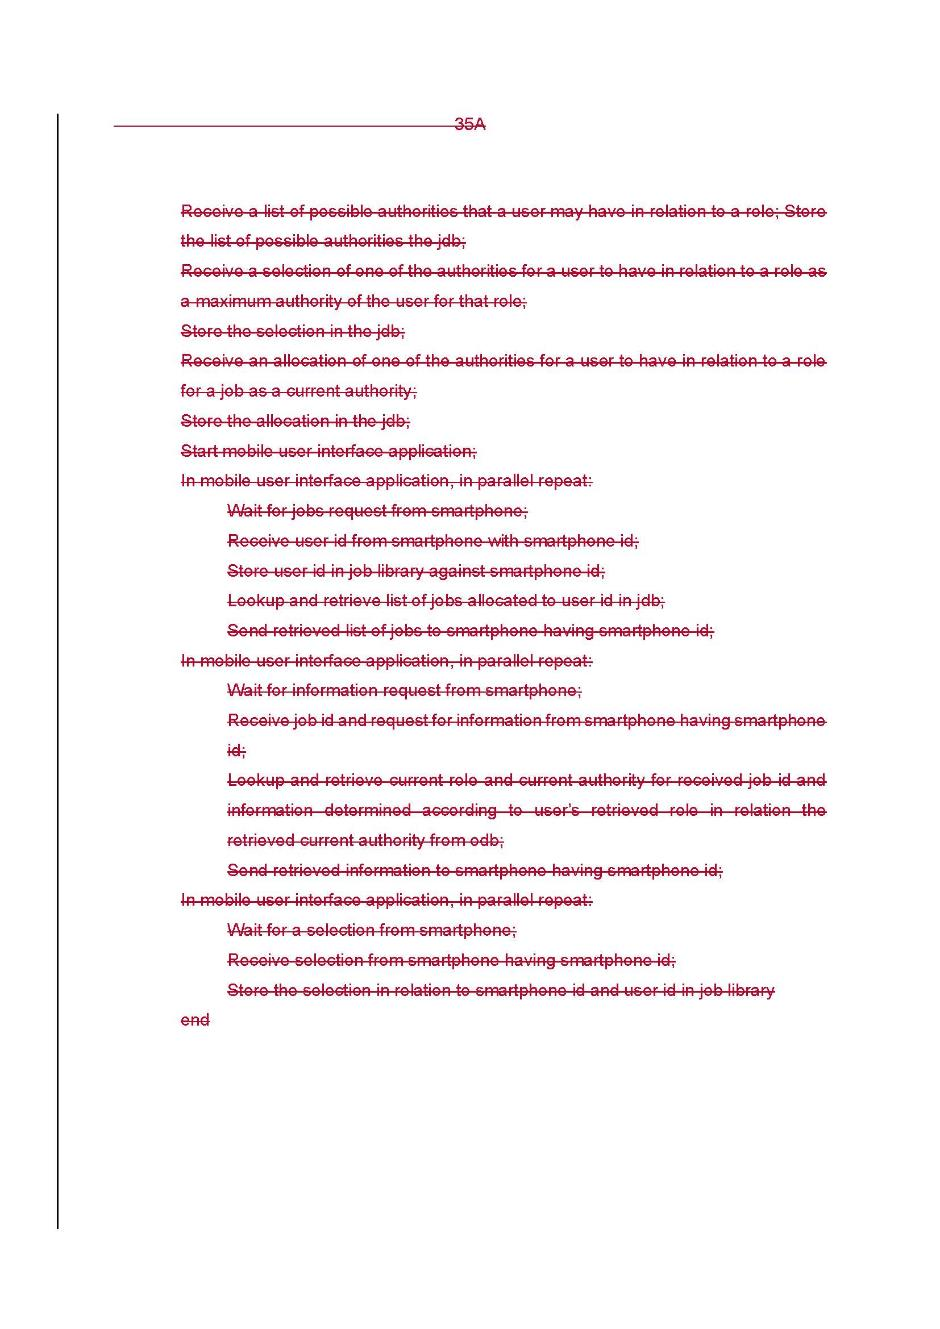 35A
Receive a list of possible authorities that a user may have in relation to a role; Store
the list of possible authorities the jdb;
Receive a selection of one of the authorities for a user to have in relation to a role as
a maximum authority of the user for that role;
Store the selection in the jdb;
Receive an allocation of one of the authorities for a user to have in relation to a role
for a job as a current authority;
Store the allocation in the jdb;
Start mobile user interface application;
In mobile user interface application, in parallel repeat:
Wait for jobs request from smartphone;
Receive user id from smartphone with smartphone id;
Store user id in job library against smartphone id;
Lookup and retrieve list of jobs allocated to user id in jdb;
Send retrieved list of jobs to smartphone having smartphone id;
In mobile user interface application, in parallel repeat:
Wait for information request from smartphone;
Receive job id and request for information from smartphone having smartphone
id;
Lookup and retrieve current role and current authority for received job id and
information determined according to user's retrieved role in relation the
retrieved current authority from odb;
Send retrieved information to smartphone having smartphone id;
In mobile user interface application, in parallel repeat:
Wait for a selection from smartphone;
Receive selection from smartphone having smartphone id;
Store the selection in relation to smartphone id and user id in job library
end